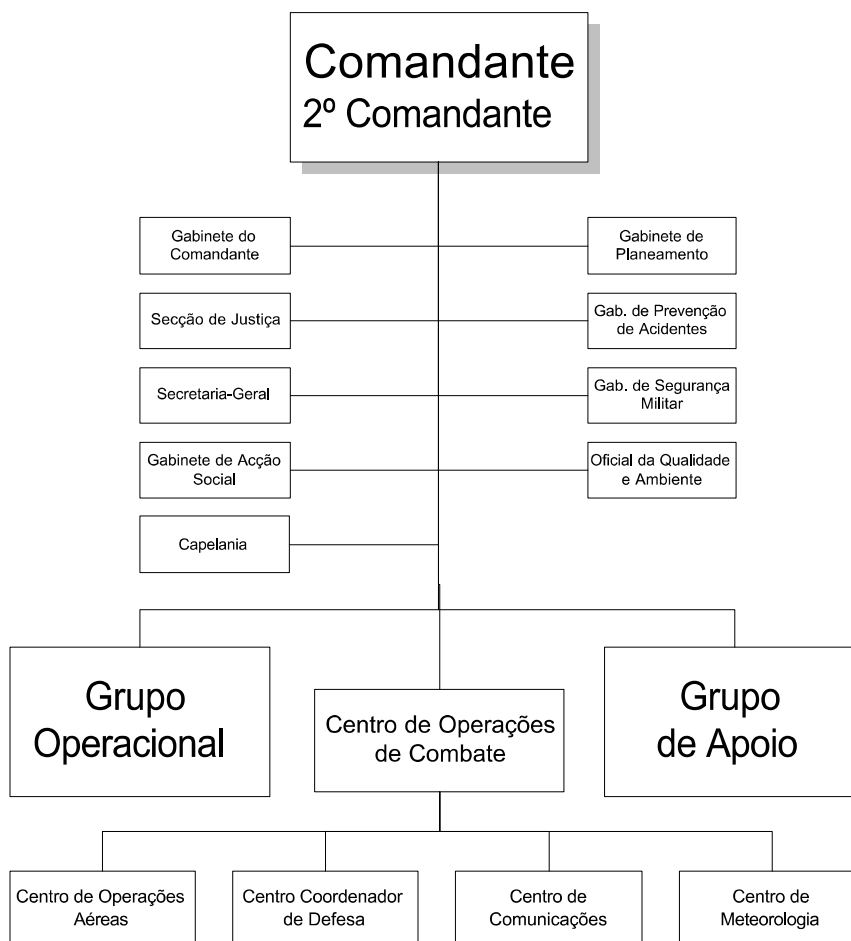 Comandante
2º Comandante
Gabinete do
Comandante
Gabinete de
Planeamento
Secção de Justiça
Gab. de Prevenção
de Acidentes
Secretaria-Geral
Gab. de Segurança
Militar
Gabinete de Acção
Social
Oficial da Qualidade
e Ambiente
Capelania
Grupo
Operacional
Centro de Operações
de Combate
Grupo
de Apoio
Centro de Operações
Aéreas
Centro Coordenador
de Defesa
Centro de
Comunicações
Centro de
Meteorologia